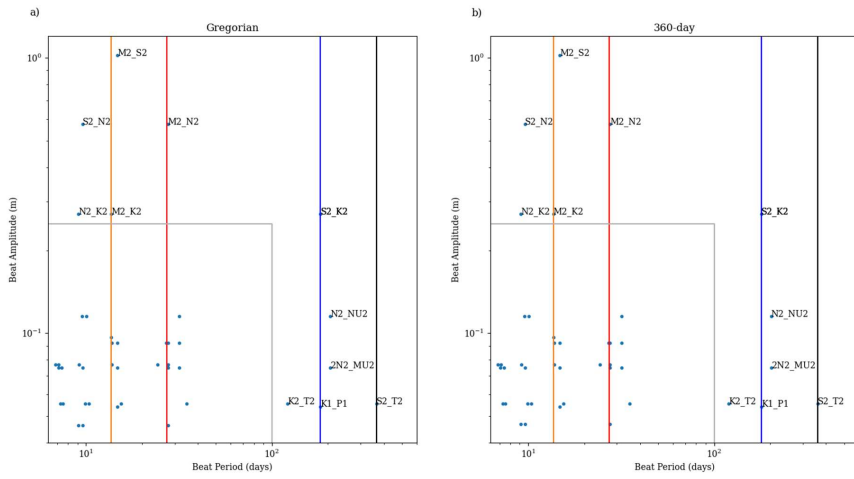 a)
Gregorian
10⁰
10⁻¹
Beat Amplitude (m)
M2_S2
S2_N2
M2_N2
N2_K2
M2_K2
S2_K2
N2_NU2
2N2_MU2
K2_T2
K1_P1
S2_T2
10¹
10²
Beat Period (days)
b)
360-day
10⁰
10⁻¹
Beat Amplitude (m)
M2_S2
S2_N2
M2_N2
N2_K2
M2_K2
S2_K2
N2_NU2
2N2_MU2
K2_T2
K1_P1
S2_T2
10¹
10²
Beat Period (days)